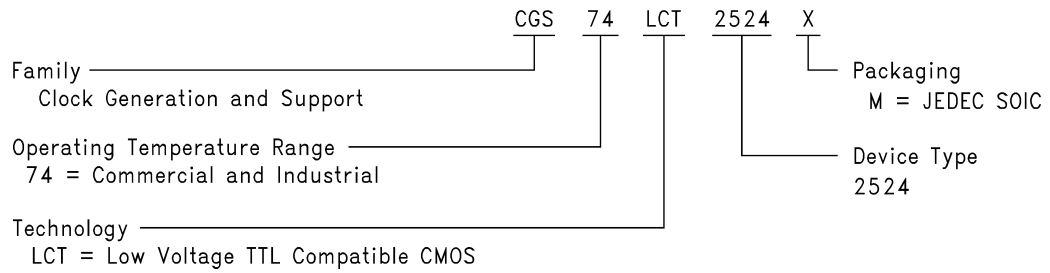 CGS 74 LCT 2524 X
Family
Clock Generation and Support
Packaging
M = JEDEC SOIC
Operating Temperature Range
74 = Commercial and Industrial
Device Type
2524
Technology
LCT = Low Voltage TTL Compatible CMOS